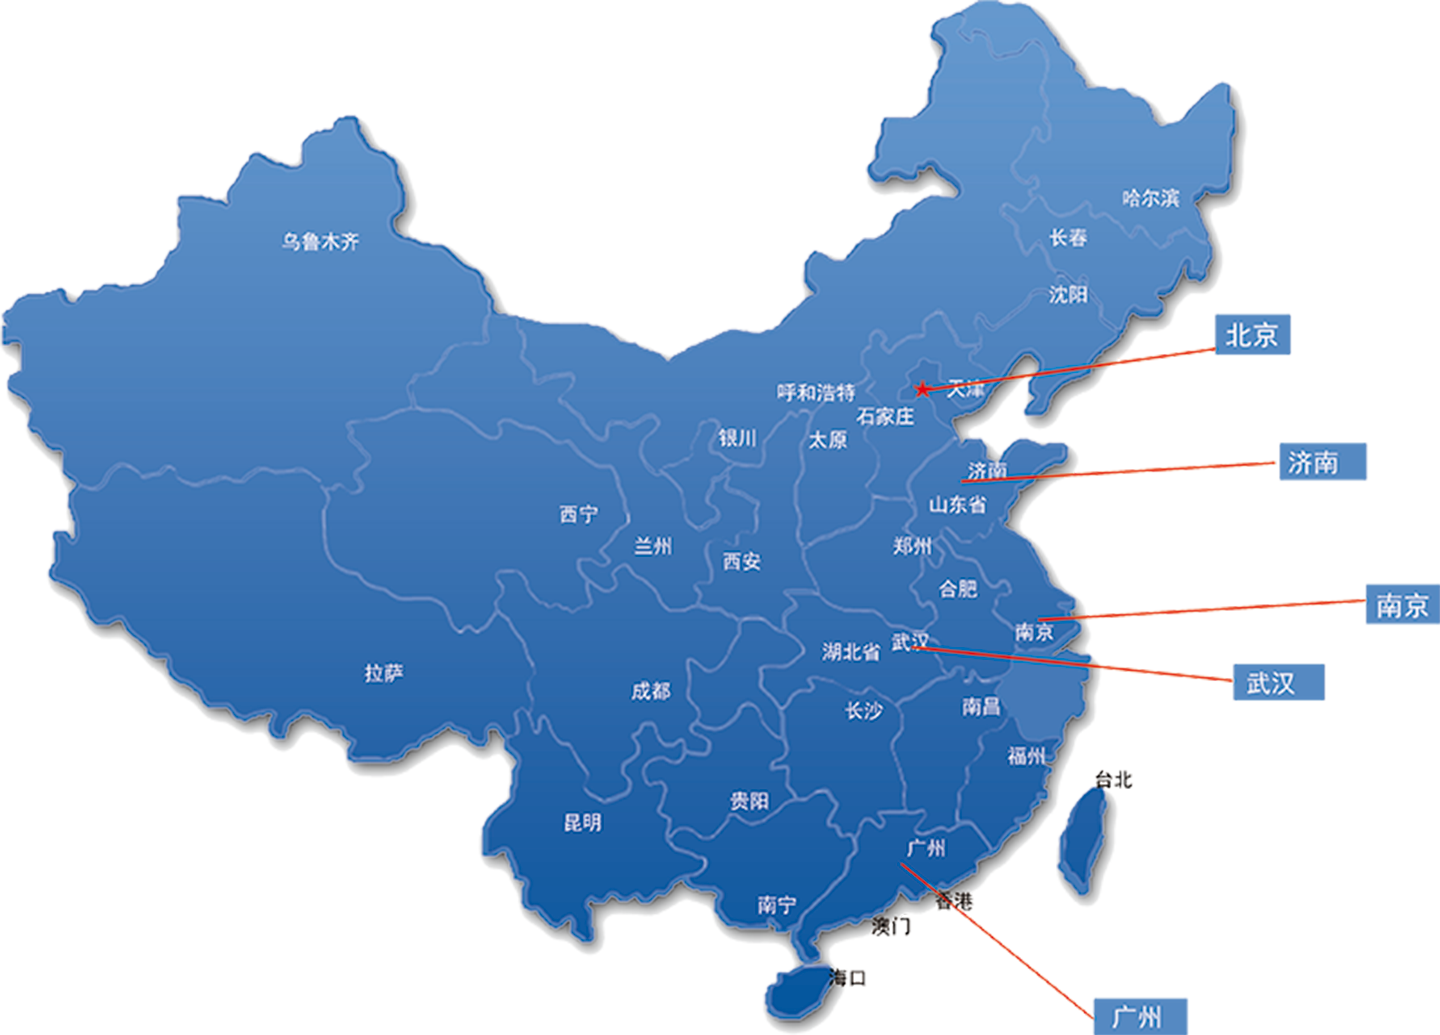 哈尔滨
乌鲁木齐
长春
沈阳
北京
呼和浩特
天津
石家庄
银川
太原
济南
济南
山东省
西宁
兰州
郑州
西安
合肥
南京
南京
武汉
湖北省
拉萨
武汉
成都
长沙
南昌
福州
台北
贵阳
昆明
广州
香港
南宁
澳门
海口
广州